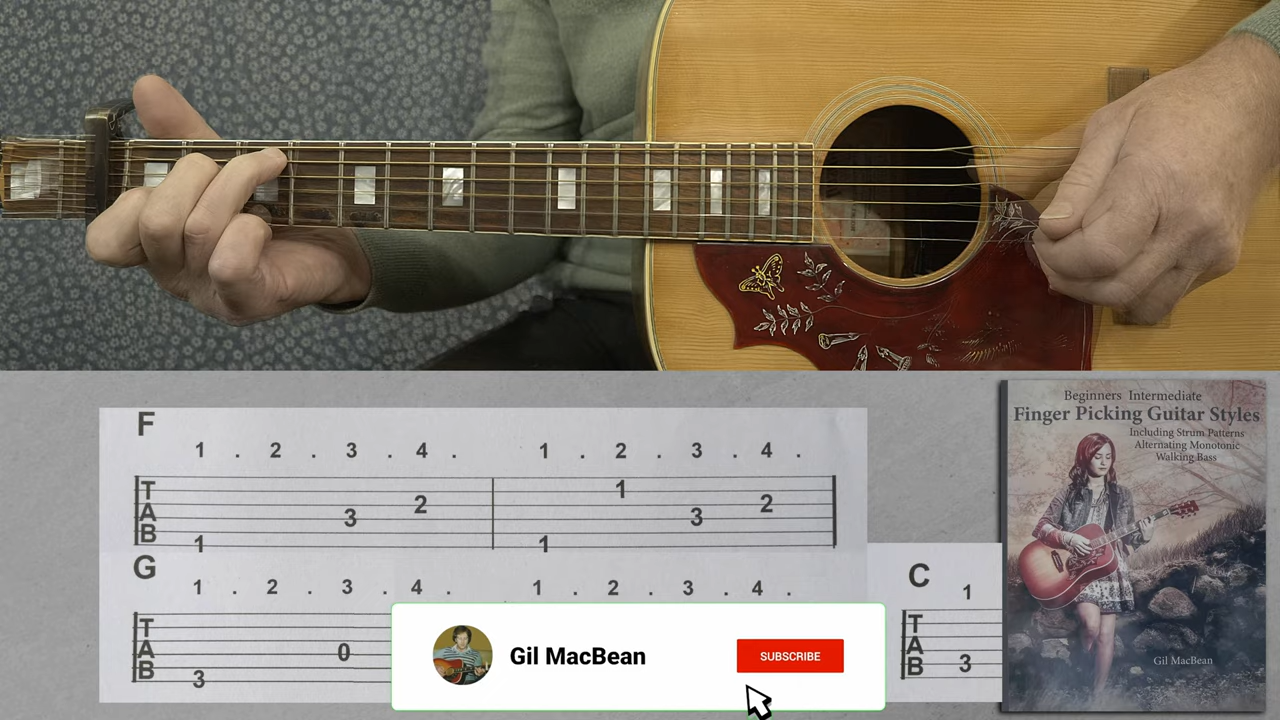 F
1 . 2 . 3 . 4 . 1 . 2 . 3 . 4 .
T
A
B
1
3
2
1
1
3
2
G
1 . 2 . 3 . 4 . 1 . 2 . 3 . 4 .
T
A
B
3
0
C
1
T
A
B
3
Beginners Intermediate
Finger Picking Guitar Styles
Including Strum Patterns
Alternating Monotonic
Walking Bass
Gil MacBean
Gil MacBean
SUBSCRIBE